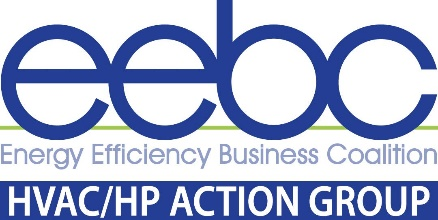 eebc
Energy Efficiency Business Coalition
HVAC/HP ACTION GROUP